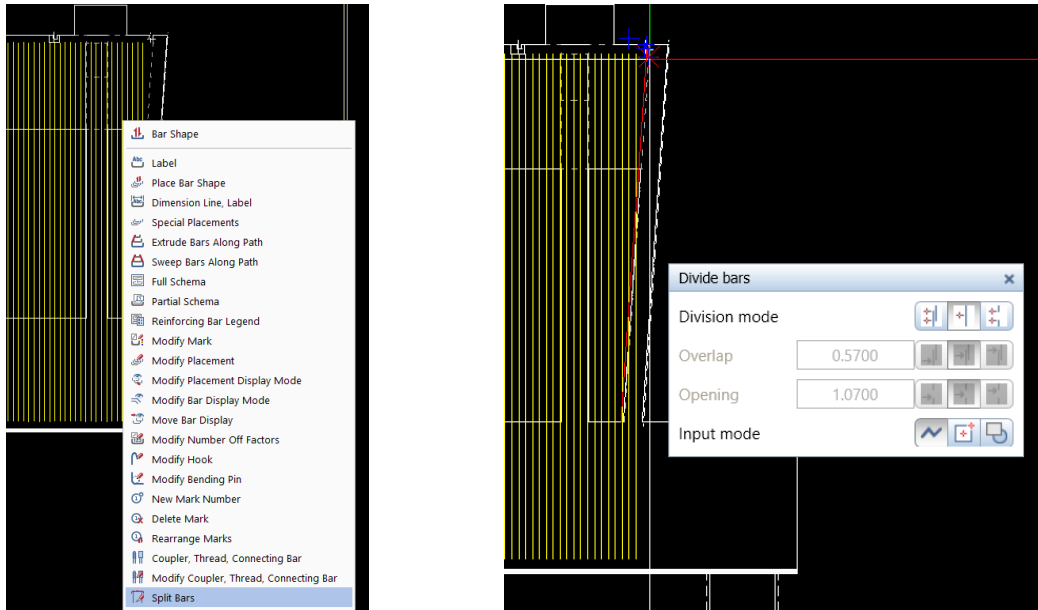 Bar Shape
Label
Place Bar Shape
Dimension Line, Label
Special Placements
Extrude Bars Along Path
Sweep Bars Along Path
Full Schema
Partial Schema
Reinforcing Bar Legend
Modify Mark
Modify Placement
Modify Placement Display Mode
Modify Bar Display Mode
Move Bar Display
Modify Number Off Factors
Modify Hook
Modify Bending Pin
New Mark Number
Delete Mark
Rearrange Marks
Coupler, Thread, Connecting Bar
Modify Coupler, Thread, Connecting Bar
Split Bars
Divide bars
Division mode
Overlap 0.5700
Opening 1.0700
Input mode